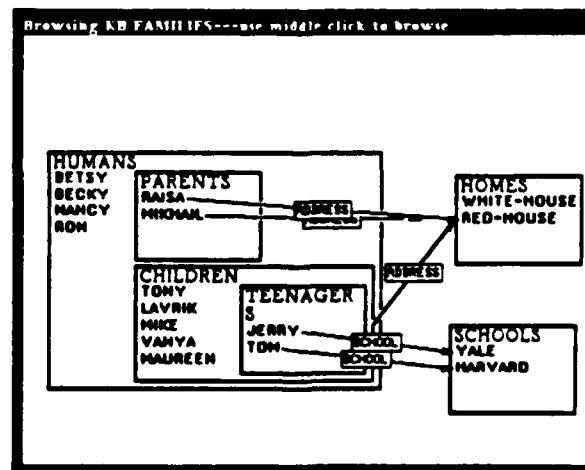 Browsing KB FAMILIES---use middle click to browse
HUMANS
BETSY
BECKY
NANCY
RON
PARENTS
RAISA
MIKHAIL
ADDRESS
HOMES
WHITE-HOUSE
RED-HOUSE
ADDRESS
CHILDREN
TONY
LAVRIK
MIKE
VANYA
MAUREEN
TEENAGER
S
JERRY
TOM
SCHOOL
SCHOOL
SCHOOLS
YALE
HARVARD